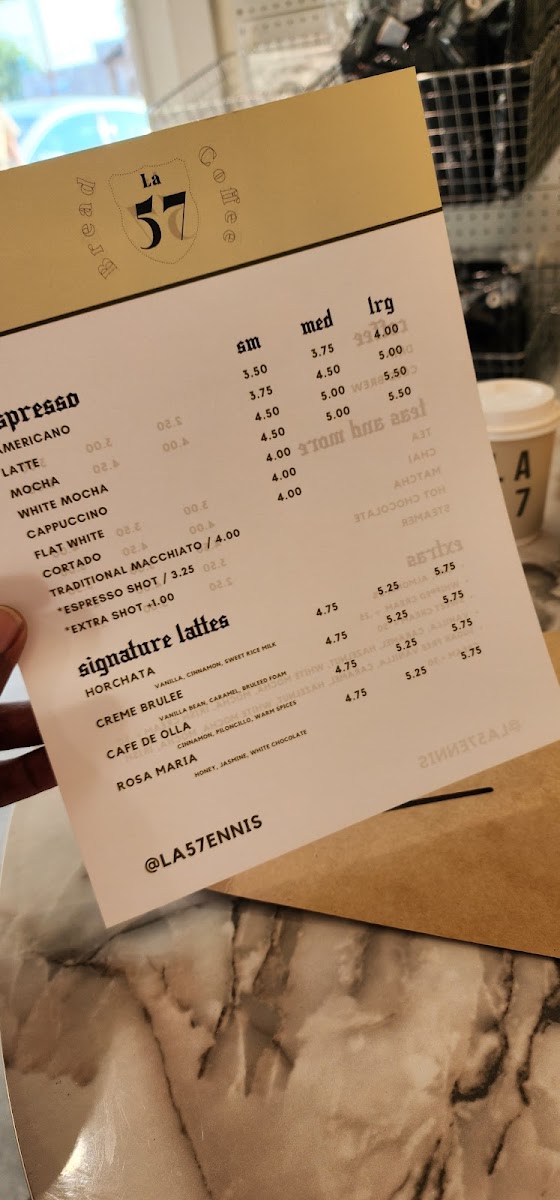 Bread La 57 Coffee
sm med lrg
spresso
AMERICANO 3.50 3.75 4.00
LATTE 3.75 4.50 5.00
MOCHA 4.50 5.00 5.50
WHITE MOCHA 4.50 5.00 5.50
CAPPUCCINO 4.00
FLAT WHITE 4.00
CORTADO 4.00
TRADITIONAL MACCHIATO / 4.00
*ESPRESSO SHOT / 3.25
*EXTRA SHOT +1.00
signature lattes
HORCHATA 4.75 5.25 5.75
VANILLA, CINNAMON, SWEET RICE MILK
CREME BRULEE 4.75 5.25 5.75
VANILLA BEAN, CARAMEL, BRULEED FOAM
CAFE DE OLLA 4.75 5.25 5.75
CINNAMON, PILONCILLO, WARM SPICES
ROSA MARIA 4.75 5.25 5.75
HONEY, JASMINE, WHITE CHOCOLATE
@LA57ENNIS
LA
7